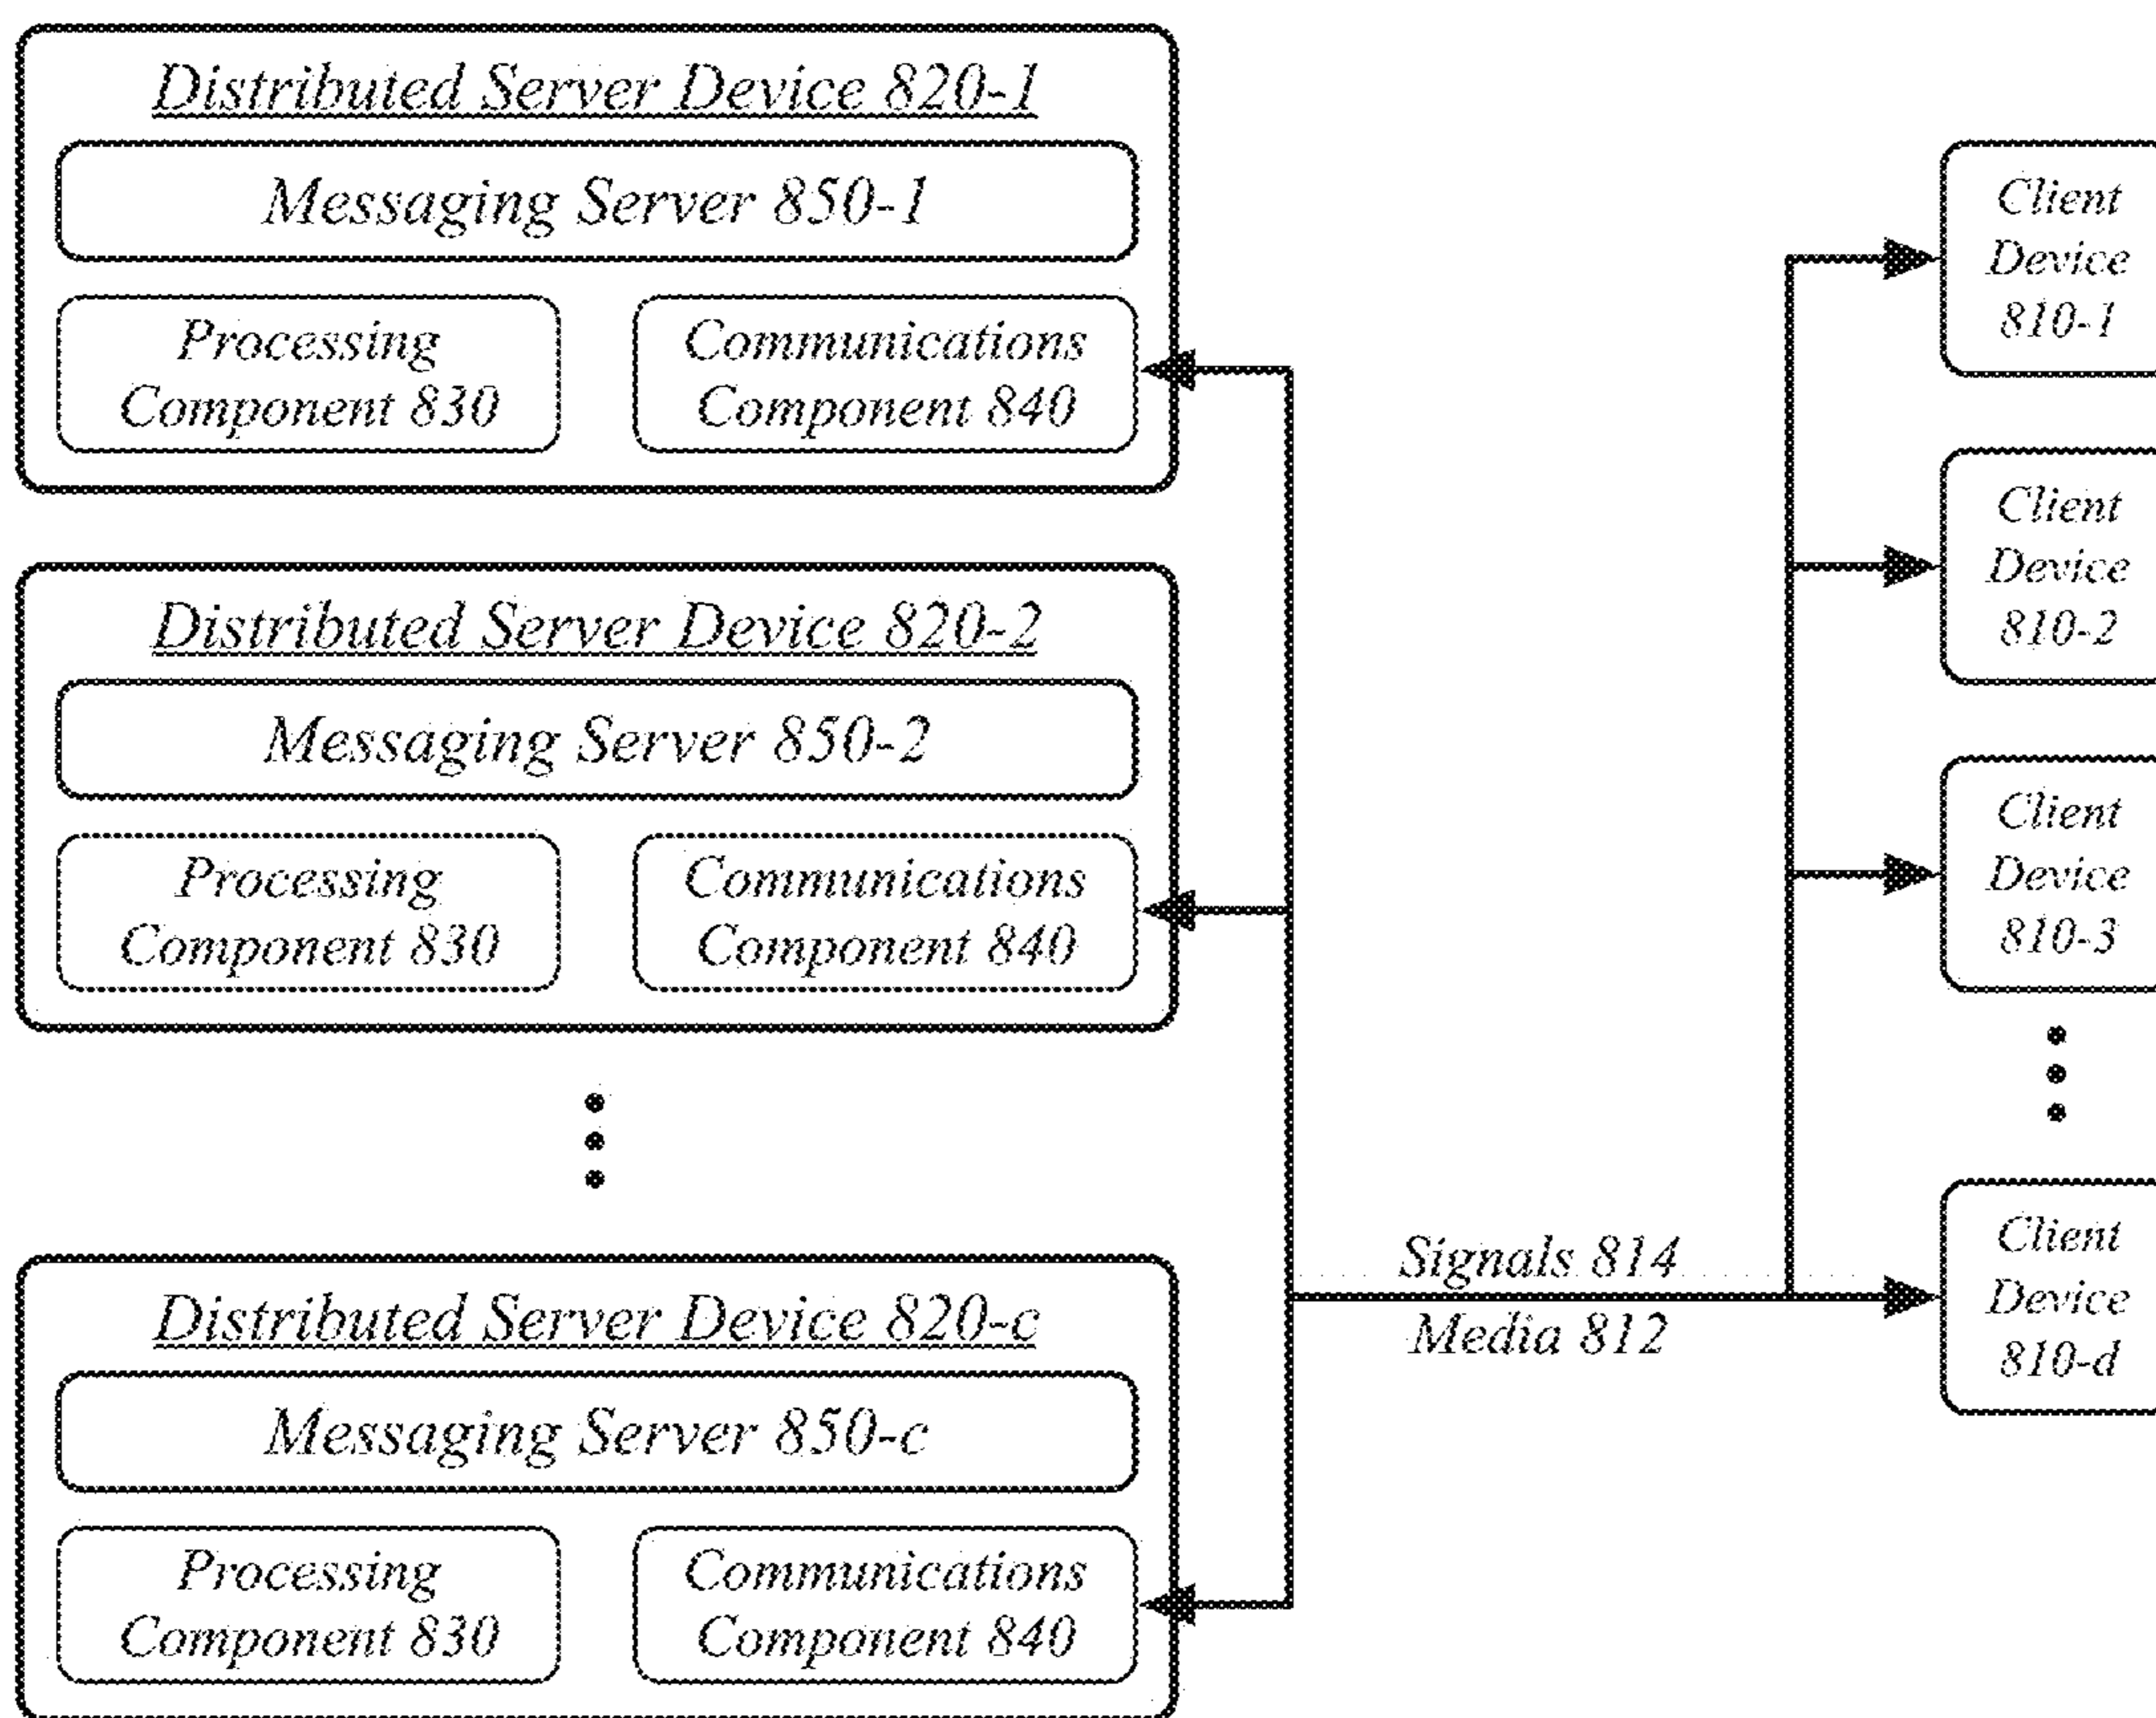 Distributed Server Device 820-1
Messaging Server 850-1
Processing
Component 830
Communications
Component 840
Distributed Server Device 820-2
Messaging Server 850-2
Processing
Component 830
Communications
Component 840
Distributed Server Device 820-c
Messaging Server 850-c
Processing
Component 830
Communications
Component 840
Signals 814
Media 812
Client
Device
810-1
Client
Device
810-2
Client
Device
810-3
Client
Device
810-d